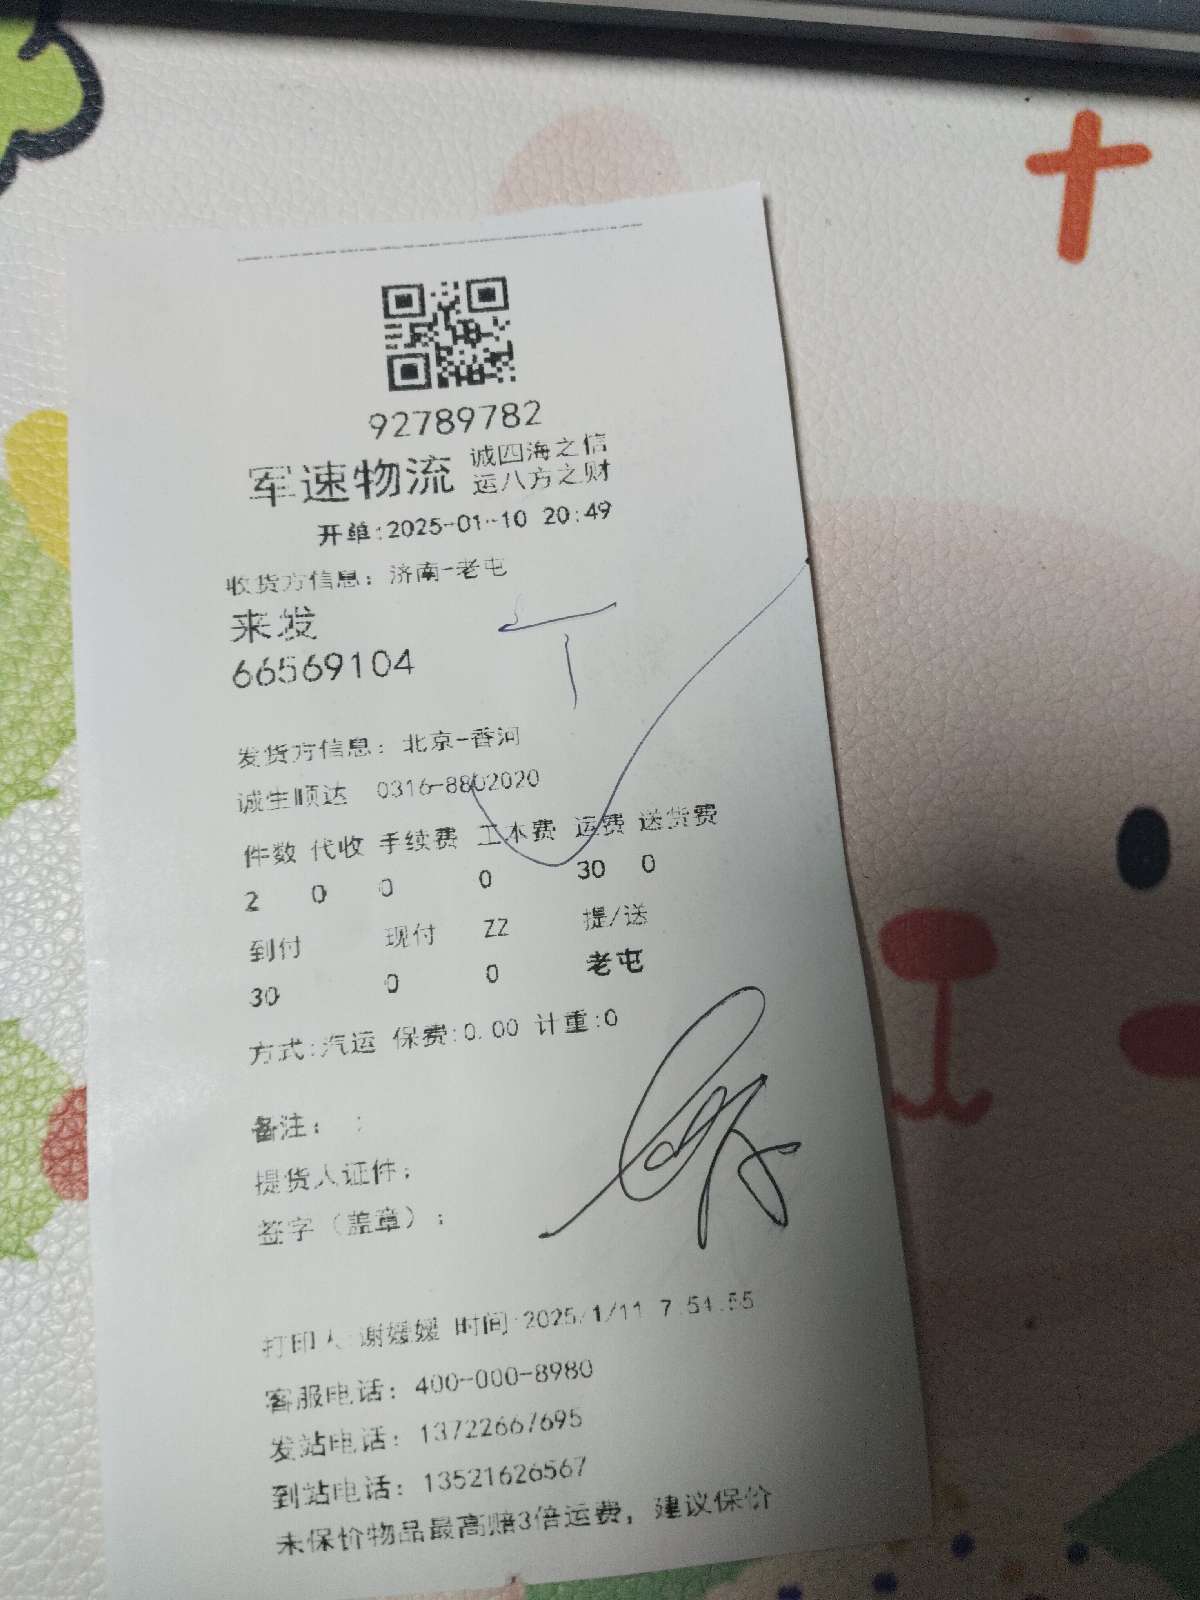 92789782
军速物流 诚四海之信
运八方之财
开单:2025-01-10 20:49
收货方信息: 济南-老屯
来发
66569104
发货方信息: 北京-香河
诚生顺达 0316-8802020
件数 代收 手续费 工本费 运费 送货费
2 0 0 0 30 0
到付 现付 ZZ 提/送
30 0 0 老屯
方式:汽运 保费:0.00 计重:0
备注: :
提货人证件:
签字(盖章):
打印人:谢媛媛 时间:2025/1/11 7:51:55
客服电话: 400-000-8980
发站电话: 13722667695
到站电话: 13521626567
未保价物品最高赔3倍运费, 建议保价